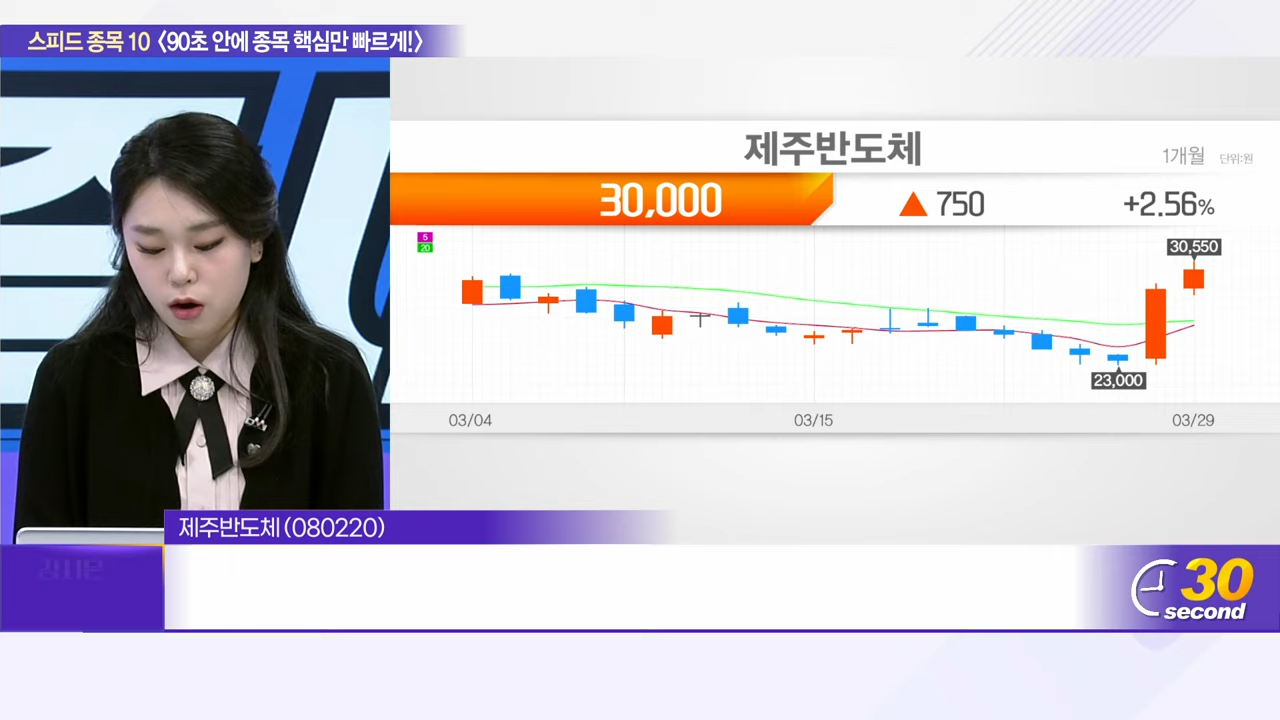 스피드 종목 10 〈90초 안에 종목 핵심만 빠르게!〉
제주반도체
1개월 단위:원
30,000 ▲ 750 +2.56%
5
20
30,550
23,000
03/04 03/15 03/29
제주반도체(080220)
30
second